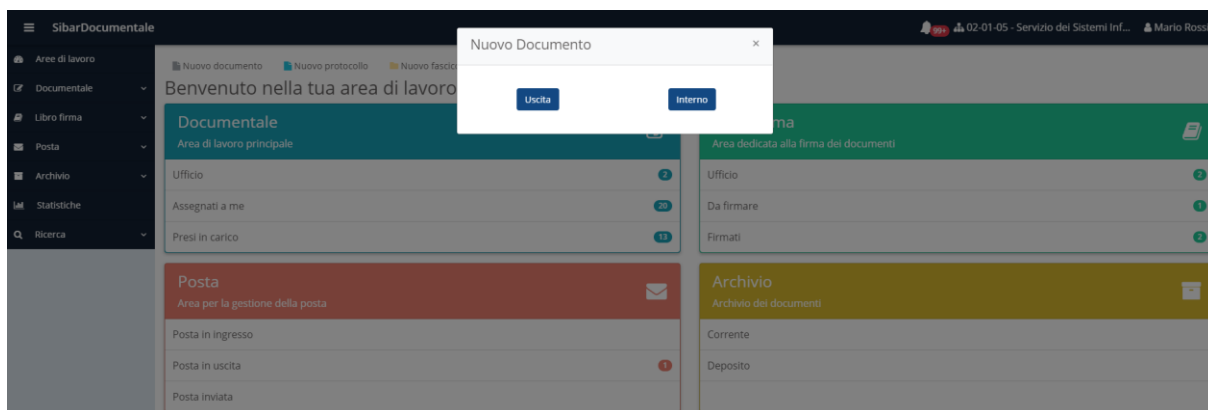 SibarDocumentale
99+
02-01-05 - Servizio dei Sistemi Inf...
Mario Rossi
Aree di lavoro
Documentale
Libro firma
Posta
Archivio
Statistiche
Ricerca
Nuovo documento
Nuovo protocollo
Nuovo fascic
Benvenuto nella tua area di lavoro
Nuovo Documento
×
Uscita
Interno
Documentale
Area di lavoro principale
Ufficio 2
Assegnati a me 20
Presi in carico 13
ma
Area dedicata alla firma dei documenti
Ufficio 2
Da firmare 1
Firmati 2
Posta
Area per la gestione della posta
Posta in ingresso
Posta in uscita 1
Posta inviata
Archivio
Archivio dei documenti
Corrente
Deposito